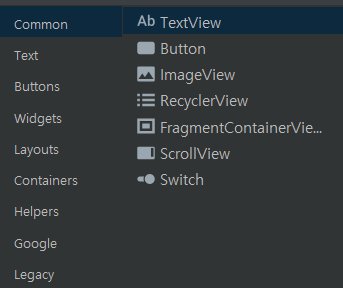 Common
Text
Buttons
Widgets
Layouts
Containers
Helpers
Google
Legacy
Ab TextView
Button
ImageView
RecyclerView
FragmentContainerVie...
ScrollView
Switch